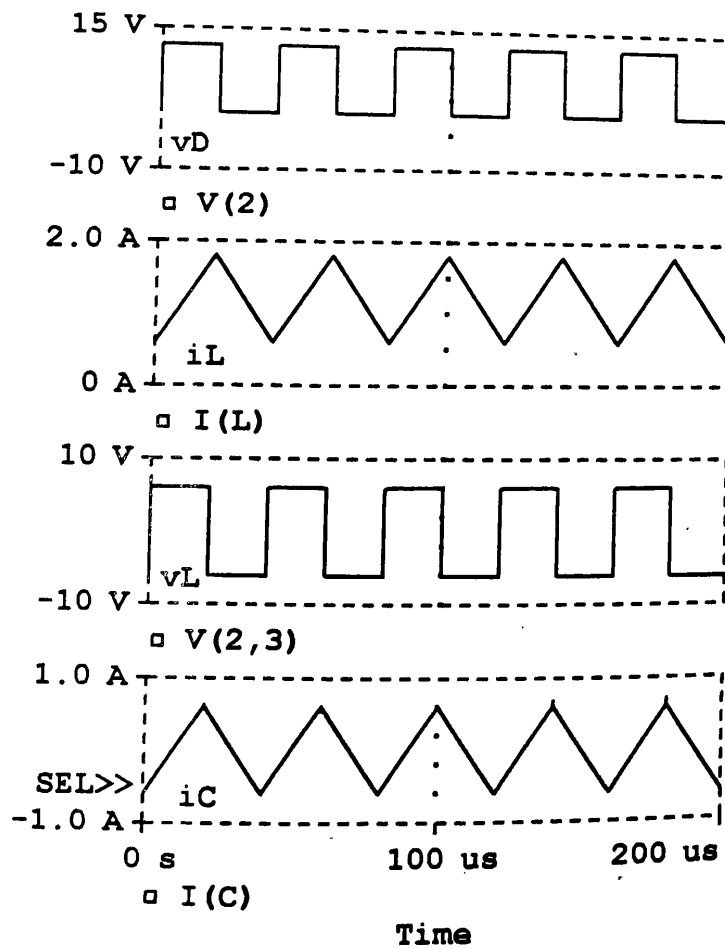 15 V
vD
-10 V
V(2)
2.0 A
iL
0 A
I(L)
10 V
vL
-10 V
V(2,3)
1.0 A
SEL>>
iC
-1.0 A
0 s 100 us 200 us
I(C)
Time